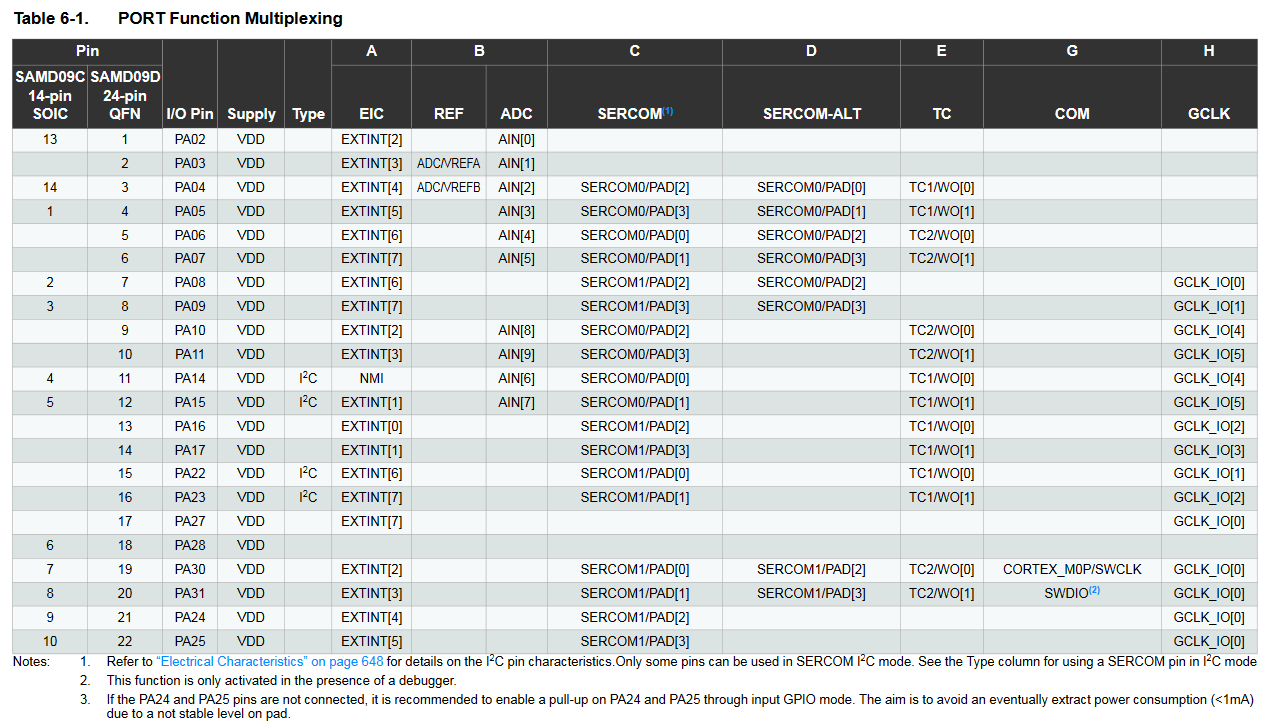 Table 6-1. PORT Function Multiplexing
Pin A B C D E G H
SAMD09C 14-pin SOIC SAMD09D 24-pin QFN I/O Pin Supply Type EIC REF ADC SERCOM(1) SERCOM-ALT TC COM GCLK
13 1 PA02 VDD EXTINT[2] AIN[0]
2 PA03 VDD EXTINT[3] ADC/VREFA AIN[1]
14 3 PA04 VDD EXTINT[4] ADC/VREFB AIN[2] SERCOM0/PAD[2] SERCOM0/PAD[0] TC1/WO[0]
1 4 PA05 VDD EXTINT[5] AIN[3] SERCOM0/PAD[3] SERCOM0/PAD[1] TC1/WO[1]
5 PA06 VDD EXTINT[6] AIN[4] SERCOM0/PAD[0] SERCOM0/PAD[2] TC2/WO[0]
6 PA07 VDD EXTINT[7] AIN[5] SERCOM0/PAD[1] SERCOM0/PAD[3] TC2/WO[1]
2 7 PA08 VDD EXTINT[6] SERCOM1/PAD[2] SERCOM0/PAD[2] GCLK_IO[0]
3 8 PA09 VDD EXTINT[7] SERCOM1/PAD[3] SERCOM0/PAD[3] GCLK_IO[1]
9 PA10 VDD EXTINT[2] AIN[8] SERCOM0/PAD[2] TC2/WO[0] GCLK_IO[4]
10 PA11 VDD EXTINT[3] AIN[9] SERCOM0/PAD[3] TC2/WO[1] GCLK_IO[5]
4 11 PA14 VDD I2C NMI AIN[6] SERCOM0/PAD[0] TC1/WO[0] GCLK_IO[4]
5 12 PA15 VDD I2C EXTINT[1] AIN[7] SERCOM0/PAD[1] TC1/WO[1] GCLK_IO[5]
13 PA16 VDD EXTINT[0] SERCOM1/PAD[2] TC1/WO[0] GCLK_IO[2]
14 PA17 VDD EXTINT[1] SERCOM1/PAD[3] TC1/WO[1] GCLK_IO[3]
15 PA22 VDD I2C EXTINT[6] SERCOM1/PAD[0] TC1/WO[0] GCLK_IO[1]
16 PA23 VDD I2C EXTINT[7] SERCOM1/PAD[1] TC1/WO[1] GCLK_IO[2]
17 PA27 VDD EXTINT[7] GCLK_IO[0]
6 18 PA28 VDD
7 19 PA30 VDD EXTINT[2] SERCOM1/PAD[0] SERCOM1/PAD[2] TC2/WO[0] CORTEX_M0P/SWCLK GCLK_IO[0]
8 20 PA31 VDD EXTINT[3] SERCOM1/PAD[1] SERCOM1/PAD[3] TC2/WO[1] SWDIO(2) GCLK_IO[0]
9 21 PA24 VDD EXTINT[4] SERCOM1/PAD[2] GCLK_IO[0]
10 22 PA25 VDD EXTINT[5] SERCOM1/PAD[3] GCLK_IO[0]
Notes: 1. Refer to “Electrical Characteristics” on page 648 for details on the I2C pin characteristics.Only some pins can be used in SERCOM I2C mode. See the Type column for using a SERCOM pin in I2C mode
2. This function is only activated in the presence of a debugger.
3. If the PA24 and PA25 pins are not connected, it is recommended to enable a pull-up on PA24 and PA25 through input GPIO mode. The aim is to avoid an eventually extract power consumption (<1mA)
due to a not stable level on pad.